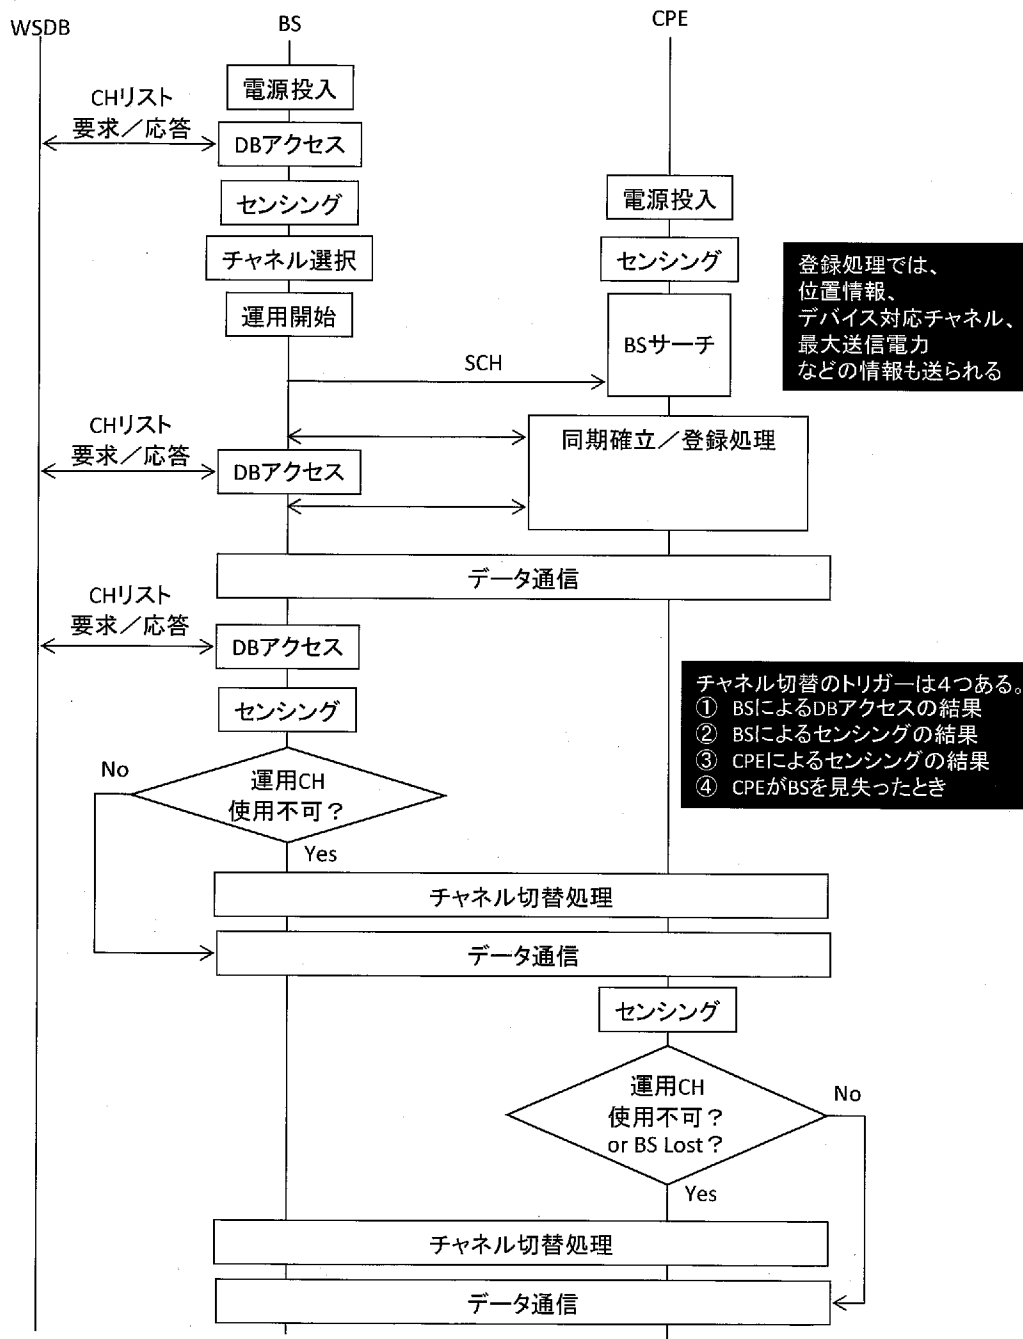 WSDB
BS
CPE
電源投入
CHリスト
要求／応答
DBアクセス
センシング
電源投入
チャネル選択
センシング
登録処理では、
位置情報、
デバイス対応チャネル、
最大送信電力
などの情報も送られる
運用開始
BSサーチ
SCH
CHリスト
要求／応答
同期確立／登録処理
DBアクセス
データ通信
CHリスト
要求／応答
DBアクセス
センシング
チャネル切替のトリガーは４つある。
① BSによるDBアクセスの結果
② BSによるセンシングの結果
③ CPEによるセンシングの結果
④ CPEがBSを見失ったとき
No
運用CH
使用不可？
Yes
チャネル切替処理
データ通信
センシング
運用CH
使用不可？
or BS Lost？
No
Yes
チャネル切替処理
データ通信